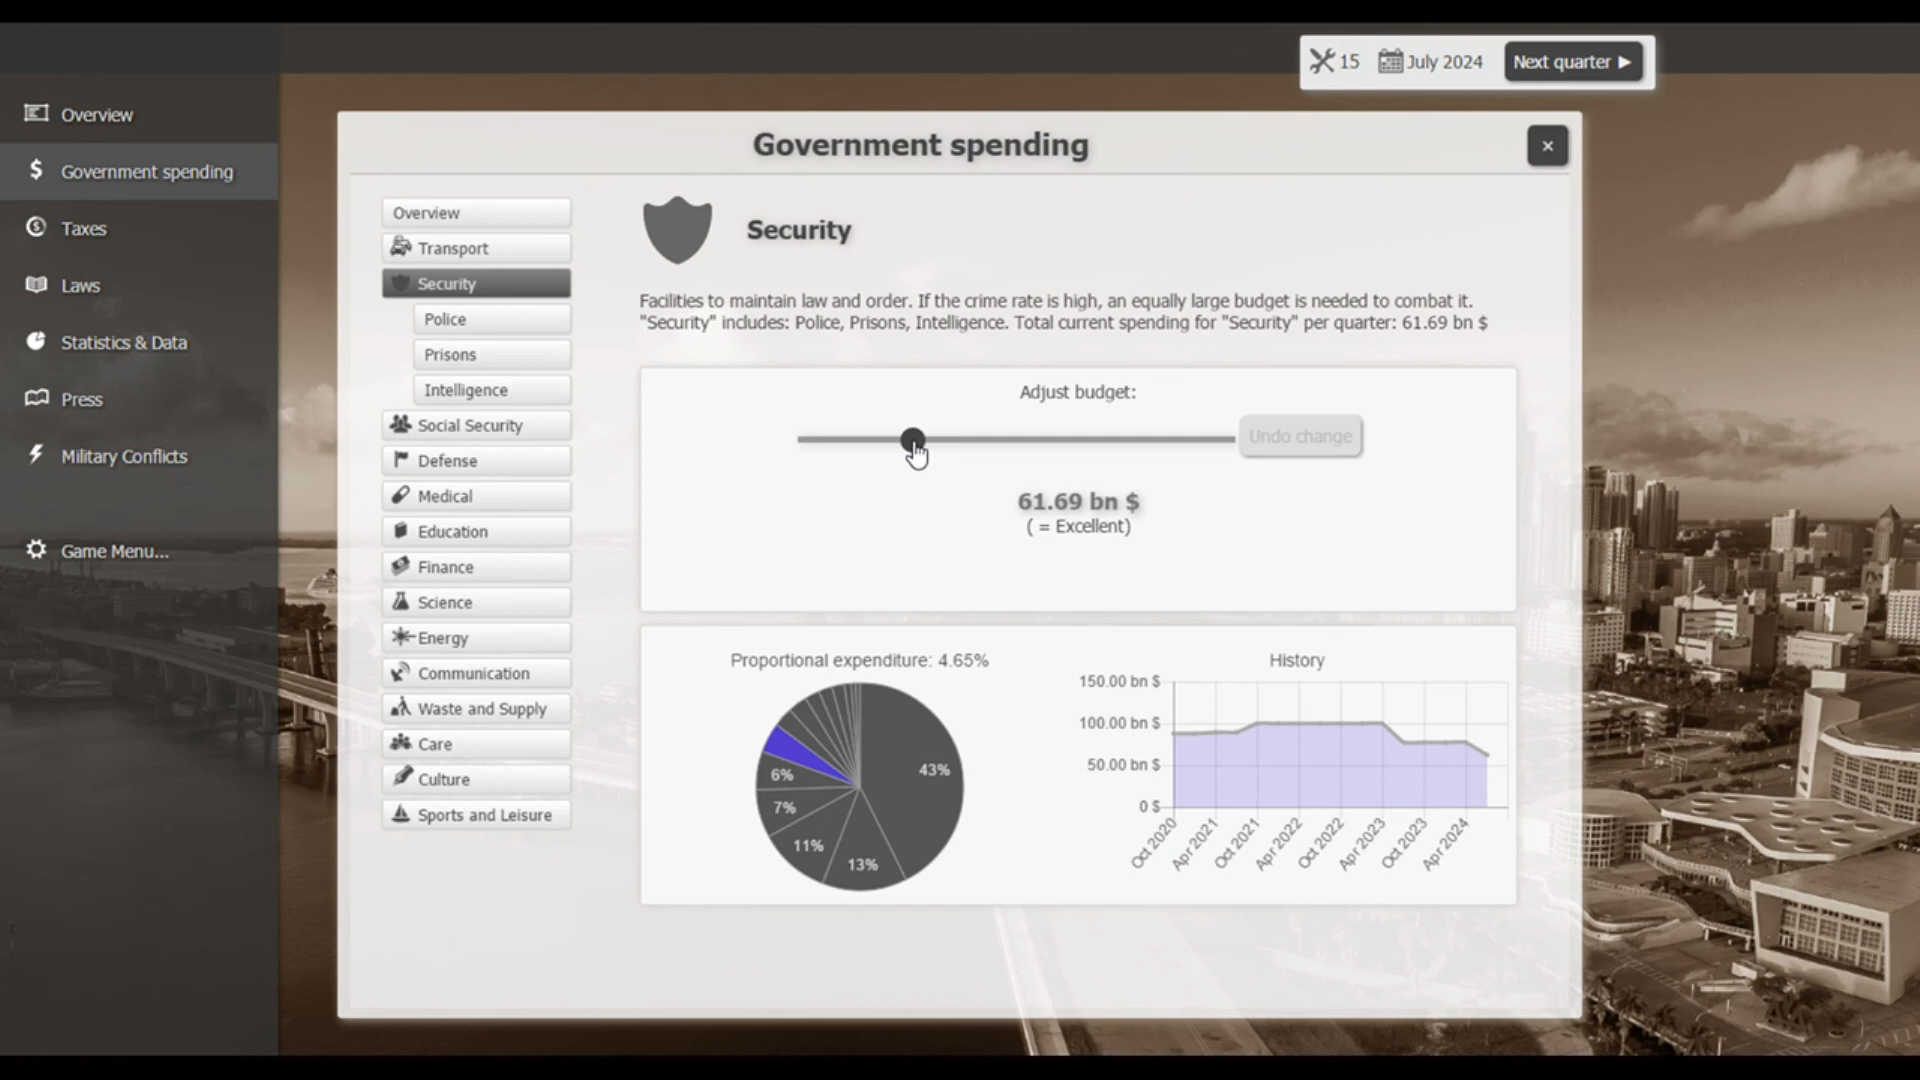 15
July 2024
Next quarter ►
Overview
Government spending
Taxes
Laws
Statistics & Data
Press
Military Conflicts
Game Menu...
Government spending
×
Overview
Transport
Security
Police
Prisons
Intelligence
Social Security
Defense
Medical
Education
Finance
Science
Energy
Communication
Waste and Supply
Care
Culture
Sports and Leisure
Security
Facilities to maintain law and order. If the crime rate is high, an equally large budget is needed to combat it.
"Security" includes: Police, Prisons, Intelligence. Total current spending for "Security" per quarter: 61.69 bn $
Adjust budget:
Undo change
61.69 bn $
( = Excellent)
Proportional expenditure: 4.65%
43%
13%
11%
7%
6%
History
150.00 bn $
100.00 bn $
50.00 bn $
0 $
Oct 2020
Apr 2021
Oct 2021
Apr 2022
Oct 2022
Apr 2023
Oct 2023
Apr 2024